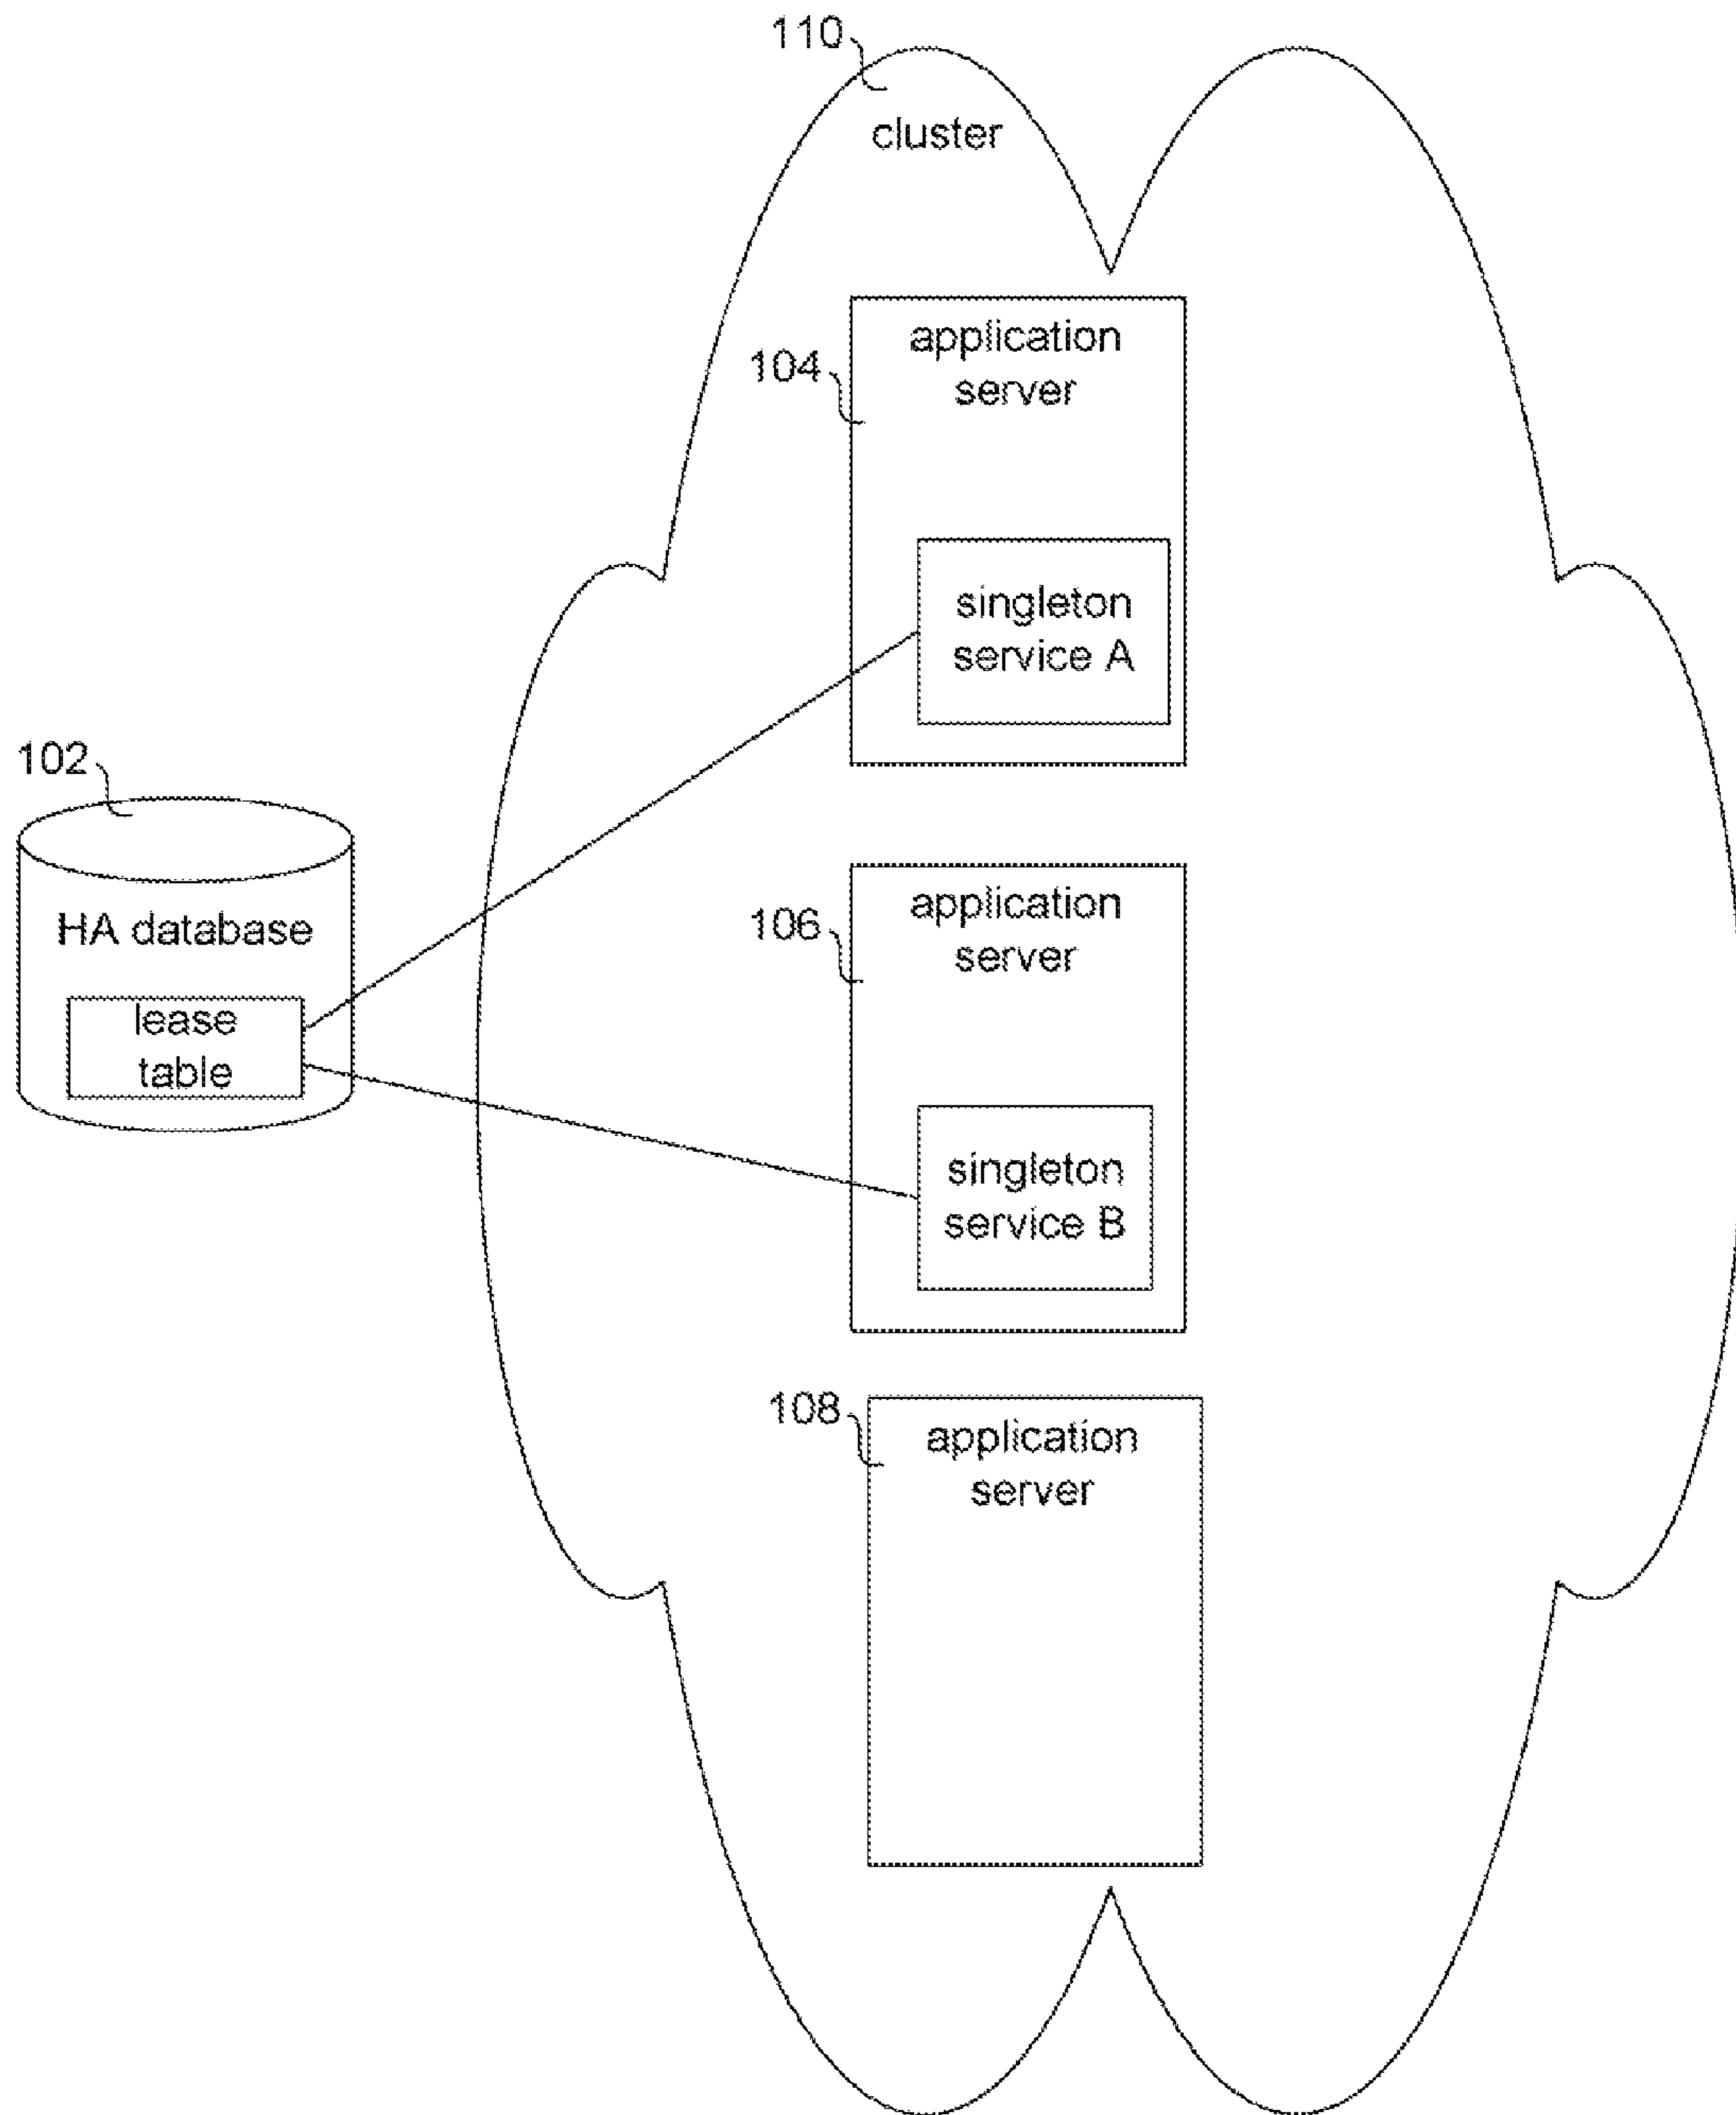 110
cluster
104
application
server
singleton
service A
102
HA database
lease
table
106
application
server
singleton
service B
108
application
server